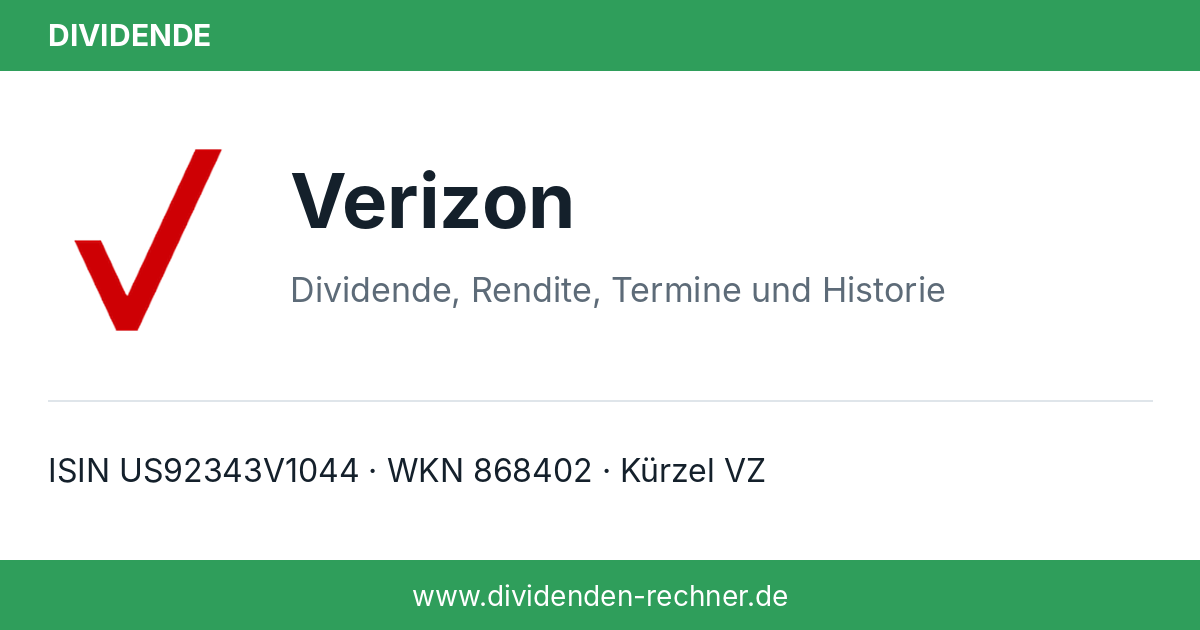 DIVIDENDE
Verizon
Dividende, Rendite, Termine und Historie
ISIN US92343V1044 · WKN 868402 · Kürzel VZ
www.dividenden-rechner.de